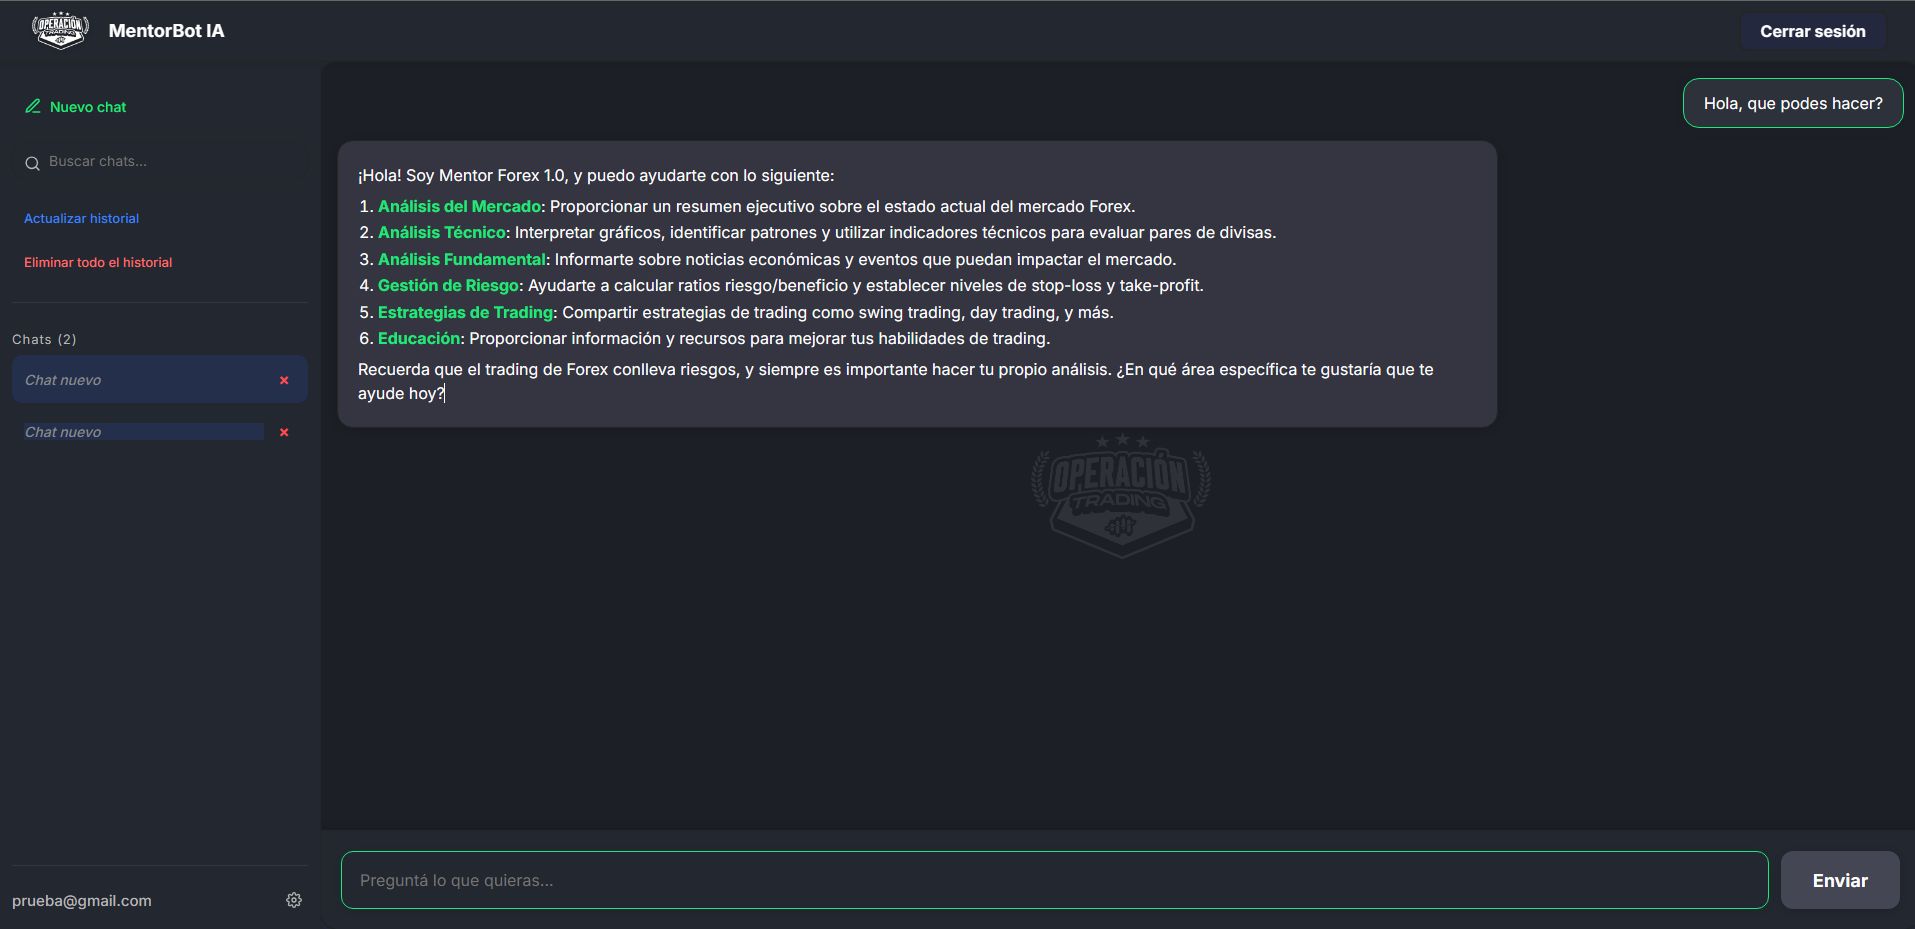 OPERACIÓN
TRADING
MentorBot IA
Cerrar sesión
Nuevo chat
Buscar chats...
Actualizar historial
Eliminar todo el historial
Chats (2)
Chat nuevo
Chat nuevo
prueba@gmail.com
Hola, que podes hacer?
¡Hola! Soy Mentor Forex 1.0, y puedo ayudarte con lo siguiente:
1. Análisis del Mercado: Proporcionar un resumen ejecutivo sobre el estado actual del mercado Forex.
2. Análisis Técnico: Interpretar gráficos, identificar patrones y utilizar indicadores técnicos para evaluar pares de divisas.
3. Análisis Fundamental: Informarte sobre noticias económicas y eventos que puedan impactar el mercado.
4. Gestión de Riesgo: Ayudarte a calcular ratios riesgo/beneficio y establecer niveles de stop-loss y take-profit.
5. Estrategias de Trading: Compartir estrategias de trading como swing trading, day trading, y más.
6. Educación: Proporcionar información y recursos para mejorar tus habilidades de trading.
Recuerda que el trading de Forex conlleva riesgos, y siempre es importante hacer tu propio análisis. ¿En qué área específica te gustaría que te
ayude hoy?
OPERACIÓN
TRADING
Preguntá lo que quieras...
Enviar